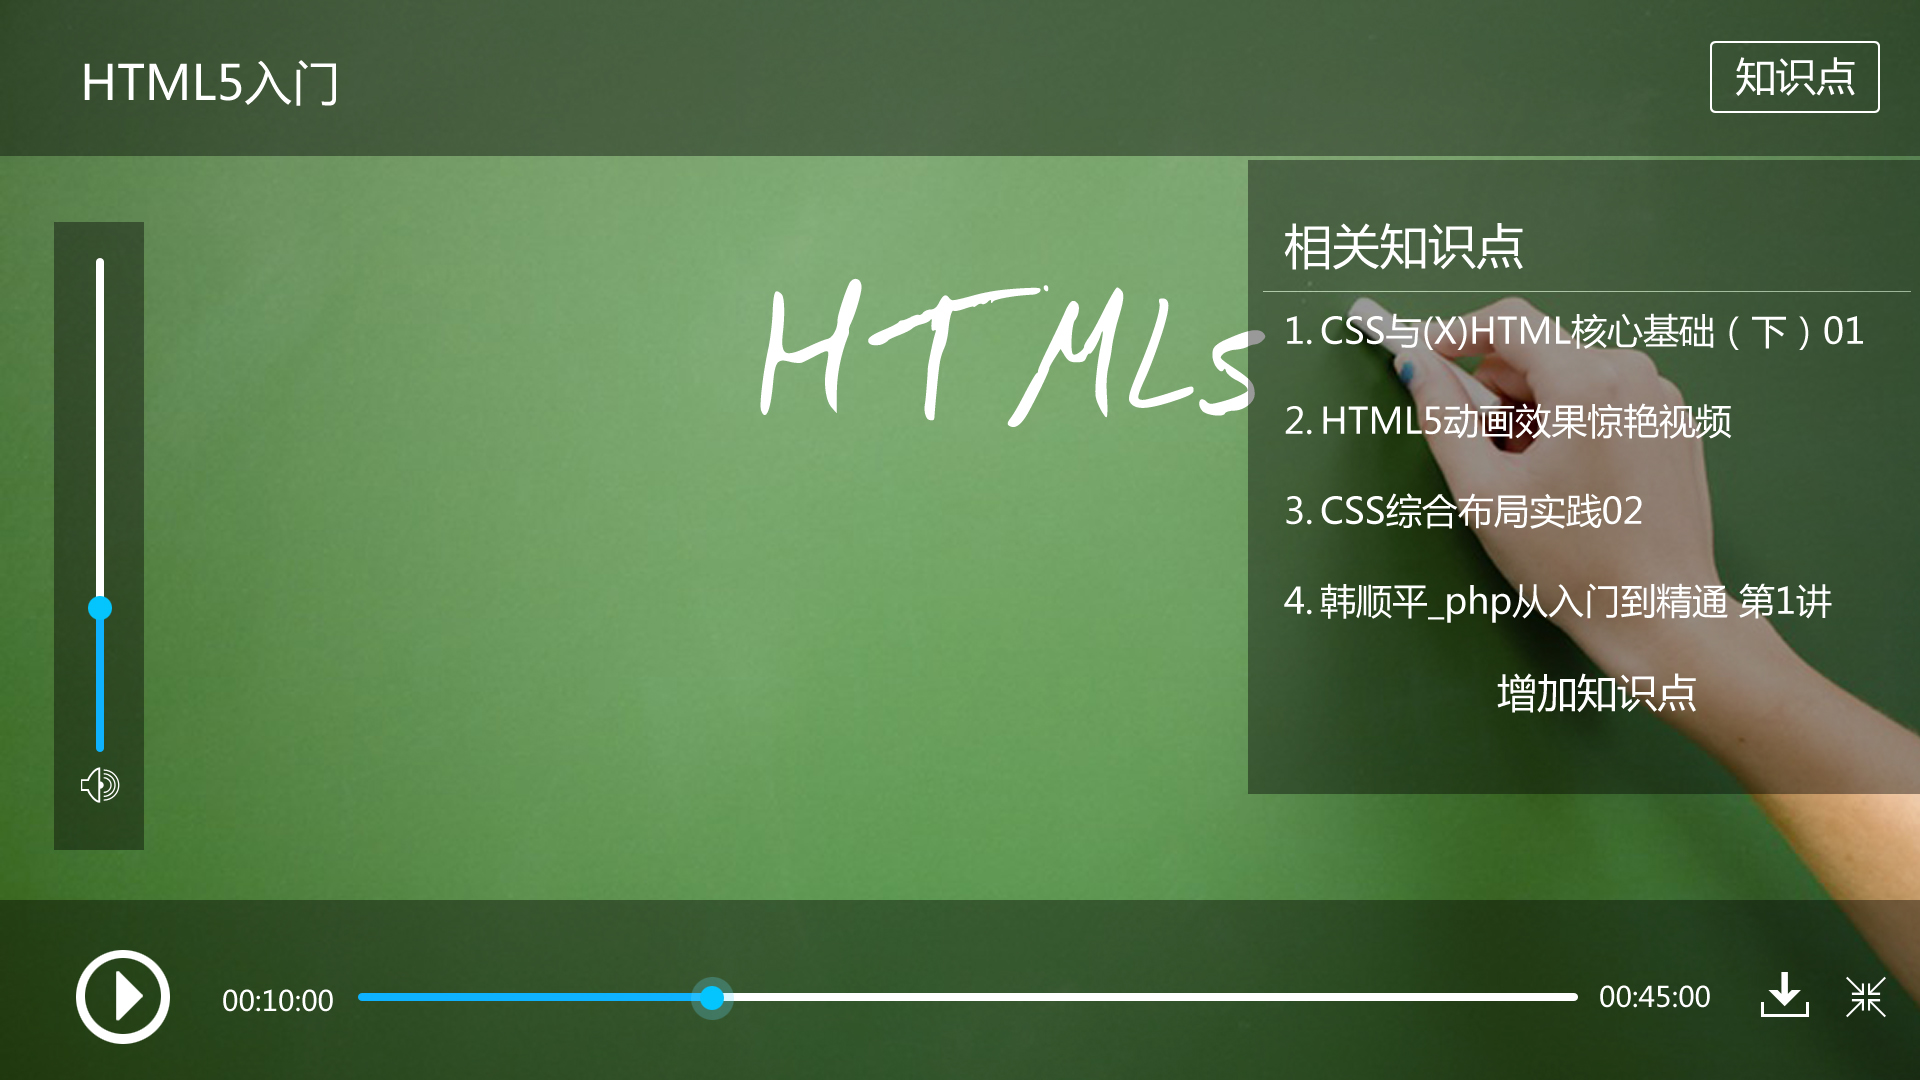 HTML5入门
知识点
HTML5
相关知识点
1. CSS与(X)HTML核心基础（下）01
2. HTML5动画效果惊艳视频
3. CSS综合布局实践02
4. 韩顺平_php从入门到精通 第1讲
增加知识点
00:10:00
00:45:00